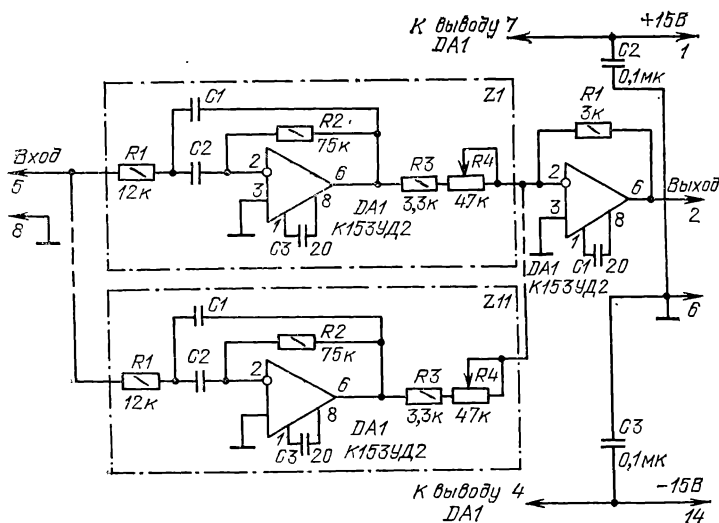 К выводу 7
DA1
+15В
1
C2
0,1мк
Z1
C1
R2
75к
Вход
5
R1
12к
C2
2
3
6
8
1
C3
20
DA1
К153УД2
R3
3,3к
R4
47к
R1
3к
2
3
6
8
1
C1
20
DA1
К153УД2
Выход
2
8
6
Z11
C1
R2
75к
R1
12к
C2
2
6
8
1
C3
20
DA1
К153УД2
R3
3,3к
R4
47к
C3
0,1мк
К выводу 4
DA1
-15В
14